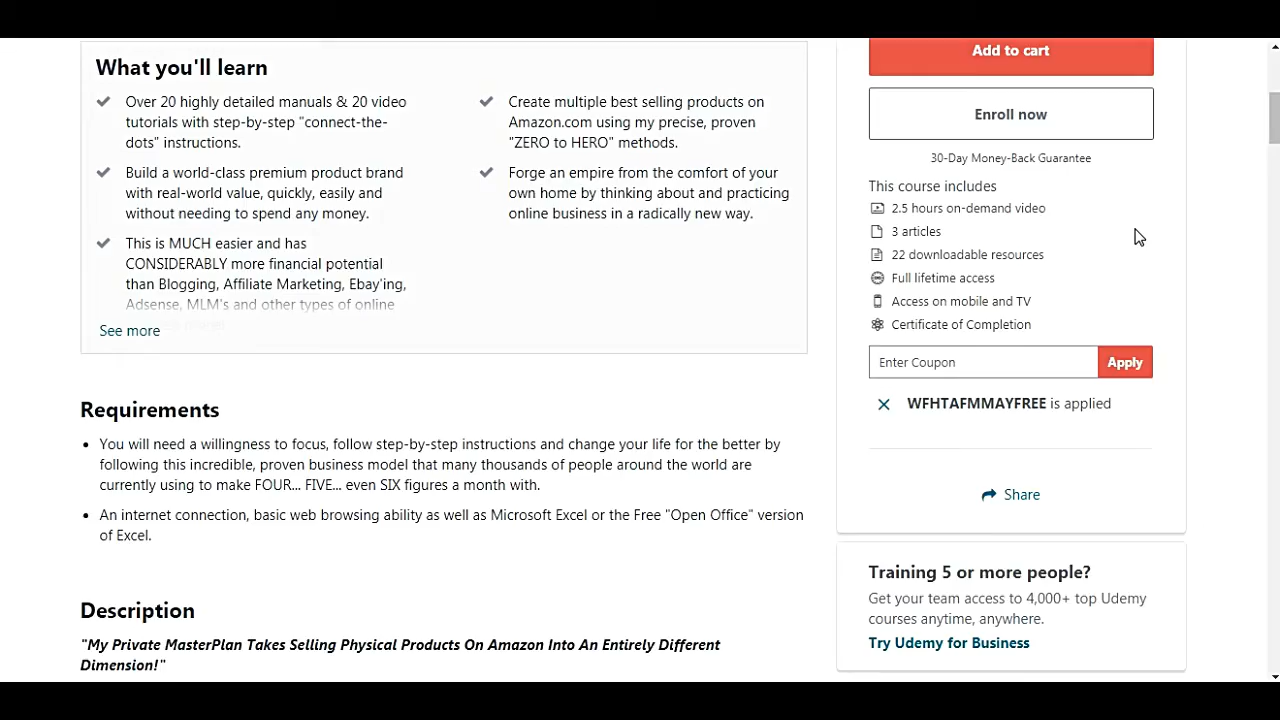 What you'll learn
Over 20 highly detailed manuals & 20 video
tutorials with step-by-step "connect-the-
dots" instructions.
Build a world-class premium product brand
with real-world value, quickly, easily and
without needing to spend any money.
This is MUCH easier and has
CONSIDERABLY more financial potential
than Blogging, Affiliate Marketing, Ebay'ing,
Adsense, MLM's and other types of online
See more
Create multiple best selling products on
Amazon.com using my precise, proven
"ZERO to HERO" methods.
Forge an empire from the comfort of your
own home by thinking about and practicing
online business in a radically new way.
Requirements
You will need a willingness to focus, follow step-by-step instructions and change your life for the better by
following this incredible, proven business model that many thousands of people around the world are
currently using to make FOUR... FIVE... even SIX figures a month with.
An internet connection, basic web browsing ability as well as Microsoft Excel or the Free "Open Office" version
of Excel.
Description
"My Private MasterPlan Takes Selling Physical Products On Amazon Into An Entirely Different
Dimension!"
Add to cart
Enroll now
30-Day Money-Back Guarantee
This course includes
2.5 hours on-demand video
3 articles
22 downloadable resources
Full lifetime access
Access on mobile and TV
Certificate of Completion
Enter Coupon
Apply
WFHTAFMMAYFREE is applied
Share
Training 5 or more people?
Get your team access to 4,000+ top Udemy
courses anytime, anywhere.
Try Udemy for Business